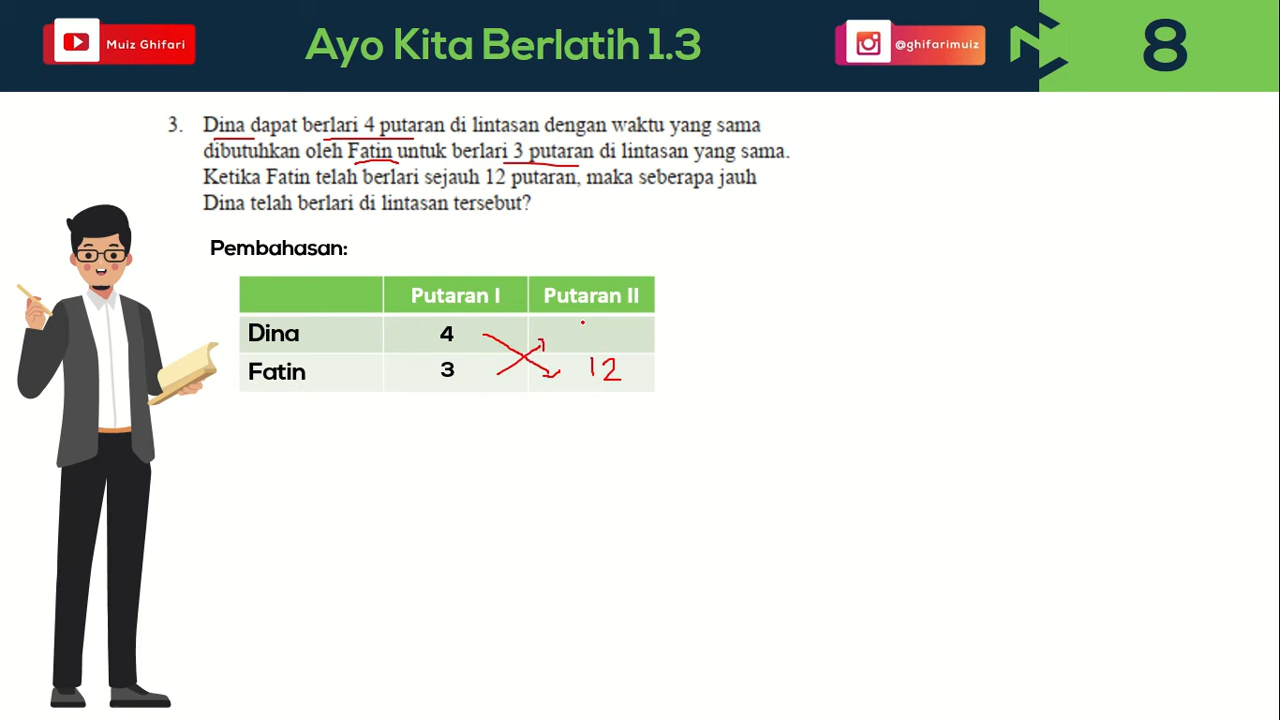 Muiz Ghifari
Ayo Kita Berlatih 1.3
@ghifarimuiz
8
3. Dina dapat berlari 4 putaran di lintasan dengan waktu yang sama
dibutuhkan oleh Fatin untuk berlari 3 putaran di lintasan yang sama.
Ketika Fatin telah berlari sejauh 12 putaran, maka seberapa jauh
Dina telah berlari di lintasan tersebut?
Pembahasan:
Putaran I Putaran II
Dina 4
Fatin 3 12